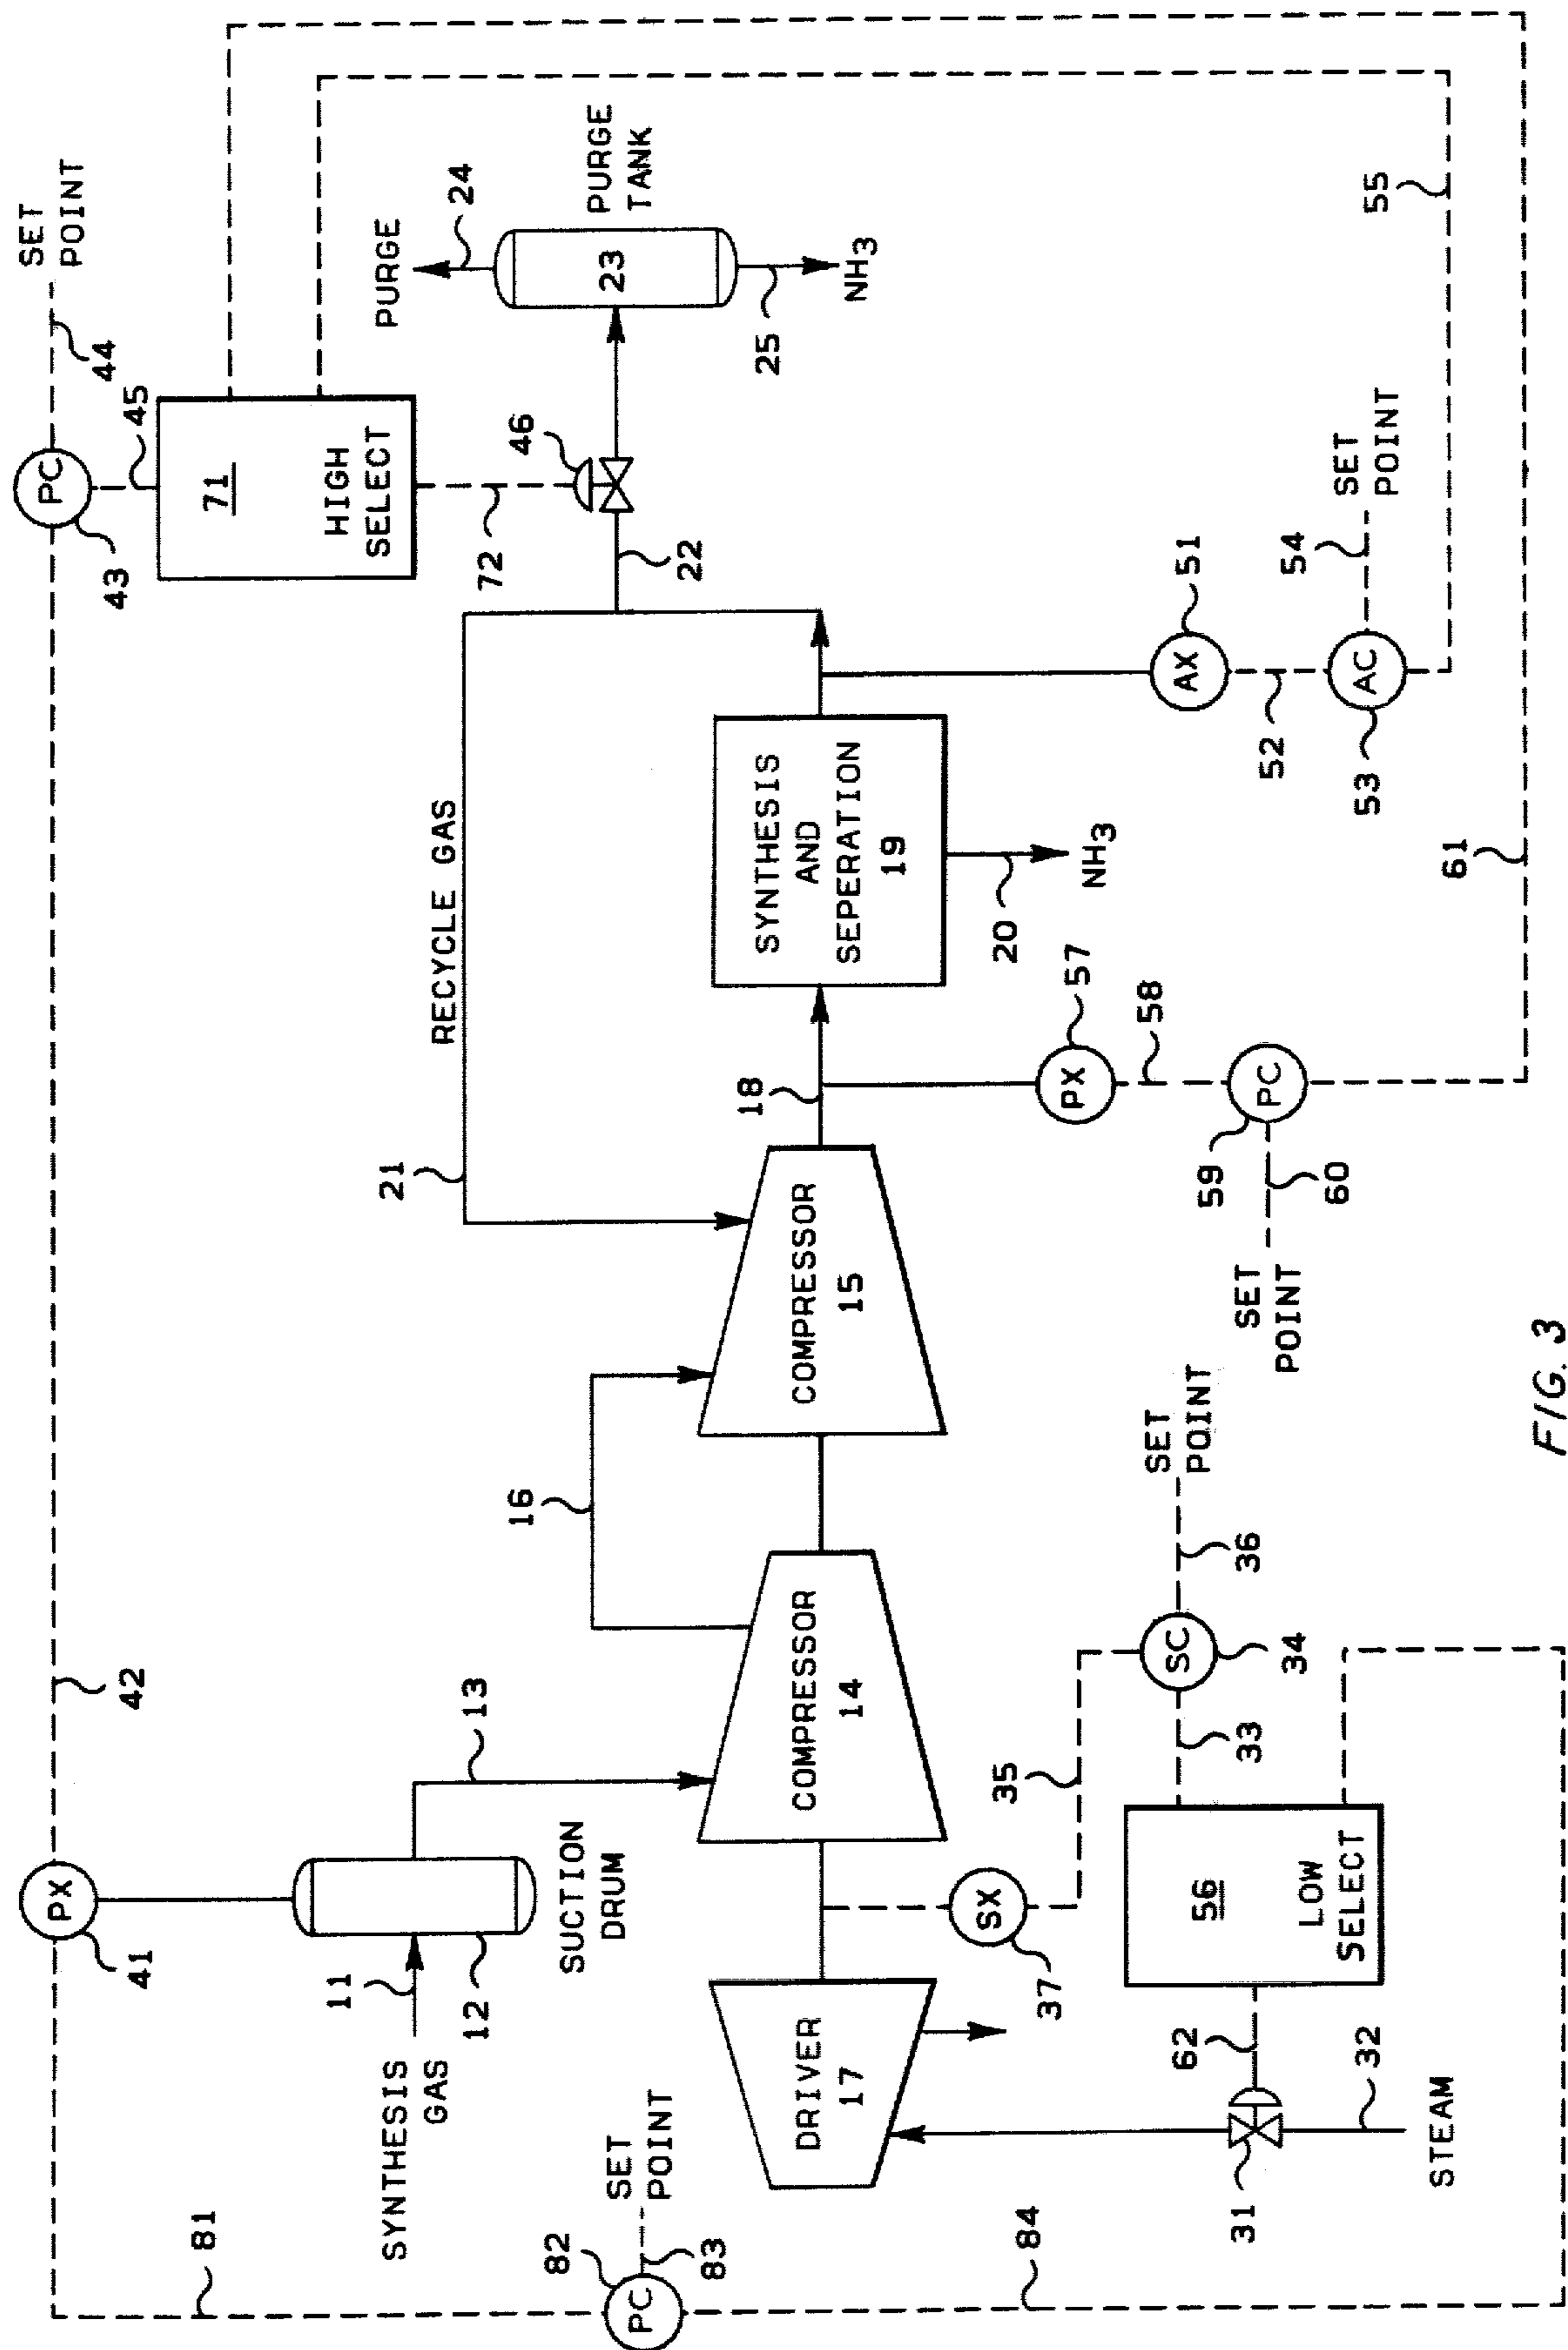 SET
POINT
44
PC
43
45
71
HIGH
SELECT
72
46
PURGE
24
PURGE
TANK
23
25
NH3
22
55
61
SET
POINT
54
AX
51
52
AC
53
RECYCLE GAS
21
SYNTHESIS
AND
SEPERATION
19
20
NH3
18
PX
57
58
PC
59
60
SET
POINT
COMPRESSOR
15
16
COMPRESSOR
14
13
42
PX
41
SYNTHESIS
GAS
11
12
SUCTION
DRUM
SX
37
35
SC
34
33
36
SET
POINT
56
LOW
SELECT
62
31
32
STEAM
DRIVER
17
81
PC
82
83
SET
POINT
84
FIG. 3